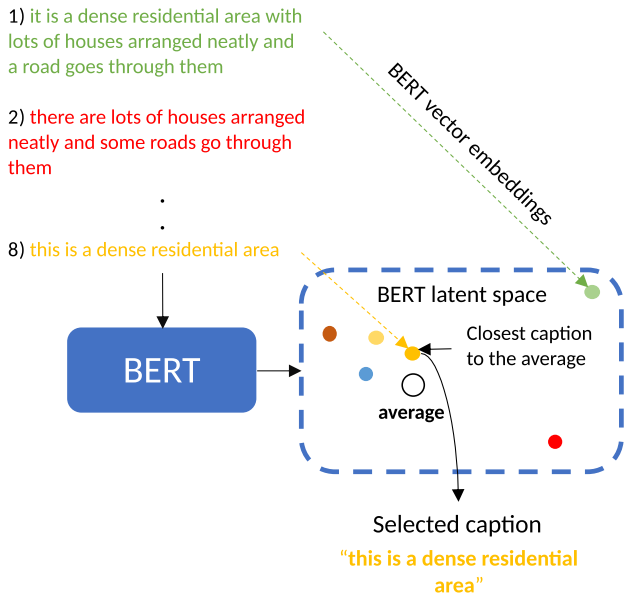 1) it is a dense residential area with
lots of houses arranged neatly and
a road goes through them
2) there are lots of houses arranged
neatly and some roads go through
them
.
.
8) this is a dense residential area
BERT vector embeddings
BERT latent space
Closest caption
to the average
BERT
average
Selected caption
“this is a dense residential
area”